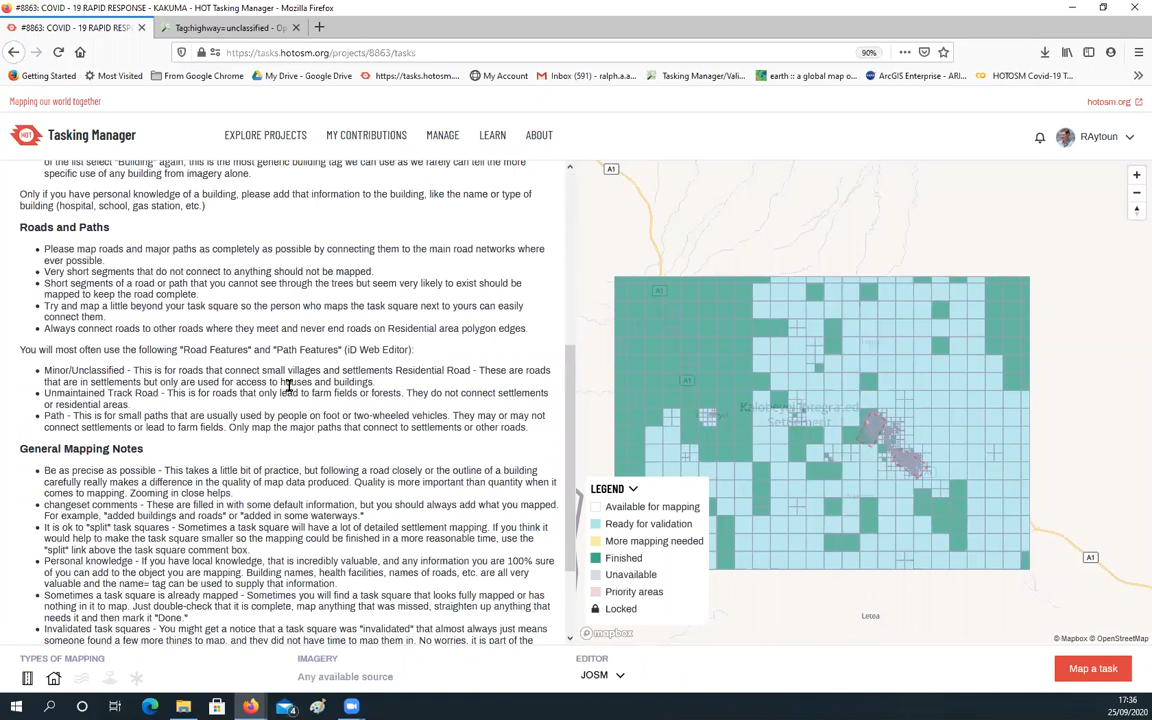 #8863: COVID - 19 RAPID RESPONSE - KAKUMA - HOT Tasking Manager - Mozilla Firefox
#8863: COVID - 19 RAPID RESP
Tag:highway=unclassified - Op
https://tasks.hotosm.org/projects/8863/tasks
90%
Getting Started
Most Visited
From Google Chrome
My Drive - Google Drive
https://tasks.hotosm....
My Account
Inbox (591) - ralph.a.a...
Tasking Manager/Vali...
earth :: a global map o...
ArcGIS Enterprise - ARI...
HOTOSM Covid-19 T...
Mapping our world together
hotosm.org
Tasking Manager
EXPLORE PROJECTS
MY CONTRIBUTIONS
MANAGE
LEARN
ABOUT
RAytoun
of the list select "Building" again, this is the most generic building tag we can use as we rarely can tell the more
specific use of any building from imagery alone.
Only if you have personal knowledge of a building, please add that information to the building, like the name or type of
building (hospital, school, gas station, etc.)
Roads and Paths
• Please map roads and major paths as completely as possible by connecting them to the main road networks where
ever possible.
• Very short segments that do not connect to anything should not be mapped.
• Short segments of a road or path that you cannot see through the trees but seem very likely to exist should be
mapped to keep the road complete.
• Try and map a little beyond your task square so the person who maps the task square next to yours can easily
connect them.
• Always connect roads to other roads where they meet and never end roads on Residential area polygon edges.
You will most often use the following "Road Features" and "Path Features" (iD Web Editor):
• Minor/Unclassified - This is for roads that connect small villages and settlements Residential Road - These are roads
that are in settlements but only are used for access to houses and buildings.
• Unmaintained Track Road - This is for roads that only lead to farm fields or forests. They do not connect settlements
or residential areas.
• Path - This is for small paths that are usually used by people on foot or two-wheeled vehicles. They may or may not
connect settlements or lead to farm fields. Only map the major paths that connect to settlements or other roads.
General Mapping Notes
• Be as precise as possible - This takes a little bit of practice, but following a road closely or the outline of a building
carefully really makes a difference in the quality of map data produced. Quality is more important than quantity when it
comes to mapping. Zooming in close helps.
• changeset comments - These are filled in with some default information, but you should always add what you mapped.
For example, "added buildings and roads" or "added in some waterways."
• It is ok to "split" task squares - Sometimes a task square will have a lot of detailed settlement mapping. If you think it
would help to make the task square smaller so the mapping could be finished in a more reasonable time, use the
"split" link above the task square comment box.
• Personal knowledge - If you have local knowledge, that is incredibly valuable, and any information you are 100% sure
of you can add to the object you are mapping. Building names, health facilities, names of roads, etc. are all very
valuable and the name= tag can be used to supply that information.
• Sometimes a task square is already mapped - Sometimes you will find a task square that looks fully mapped or has
nothing in it to map. Just double-check that it is complete, map anything that was missed, straighten up anything that
needs it and then mark it "Done."
• Invalidated task squares - You might get a notice that a task square was "invalidated" that almost always just means
someone found a few more things to map, and they did not have time to map them in. No worries, it is part of the
A1
A1
A1
Kalobeyei Integrated
Settlement
LEGEND
Available for mapping
Ready for validation
More mapping needed
Finished
Unavailable
Priority areas
Locked
A1
Letea
mapbox
© Mapbox © OpenStreetMap
TYPES OF MAPPING
IMAGERY
Any available source
EDITOR
JOSM
Map a task
4
17:36
25/09/2020